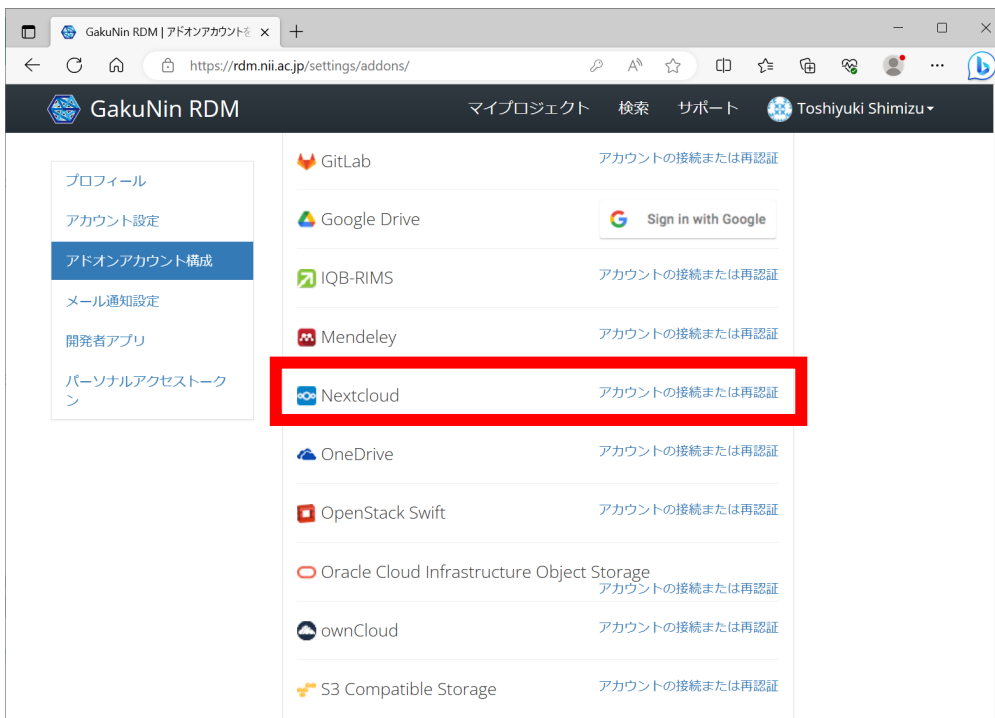 GakuNin RDM | アドオンアカウントを
https://rdm.nii.ac.jp/settings/addons/
GakuNin RDM
マイプロジェクト
検索
サポート
Toshiyuki Shimizu
プロフィール
アカウント設定
アドオンアカウント構成
メール通知設定
開発者アプリ
パーソナルアクセストーク
ン
GitLab アカウントの接続または再認証
Google Drive Sign in with Google
IQB-RIMS アカウントの接続または再認証
Mendeley アカウントの接続または再認証
Nextcloud アカウントの接続または再認証
OneDrive アカウントの接続または再認証
OpenStack Swift アカウントの接続または再認証
Oracle Cloud Infrastructure Object Storage
アカウントの接続または再認証
ownCloud アカウントの接続または再認証
S3 Compatible Storage アカウントの接続または再認証